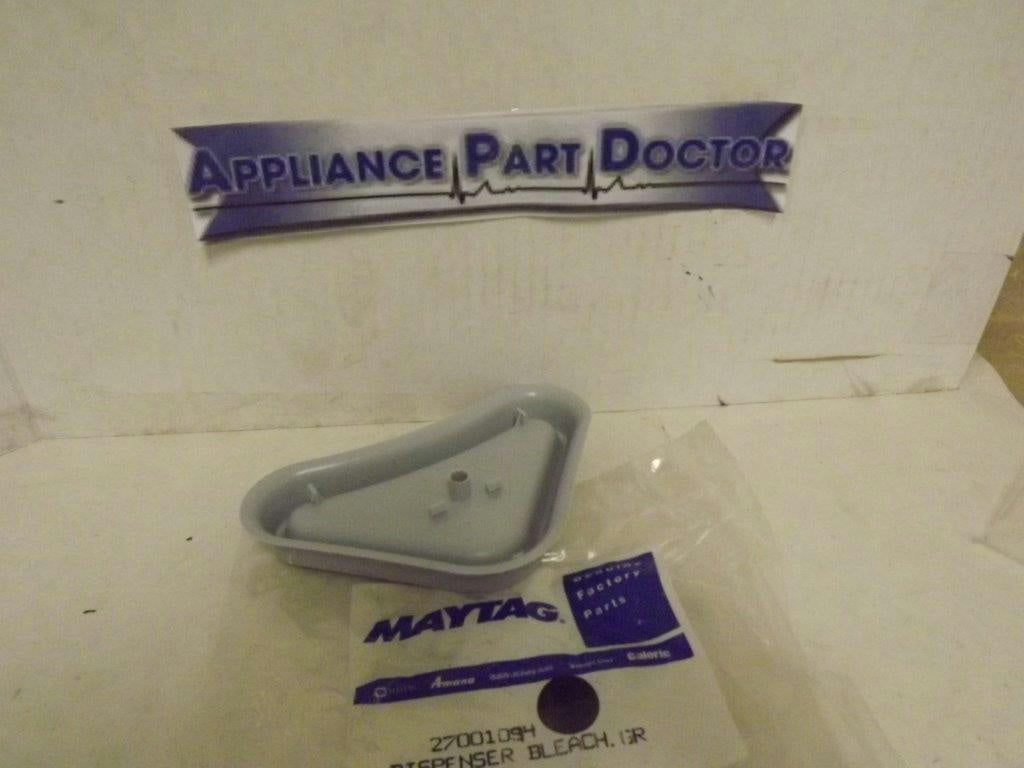 APPLIANCE PART DOCTOR
GENUINE
Factory
Parts
MAYTAG
Amana Caloric
27001094
DISPENSER BLEACH.GR